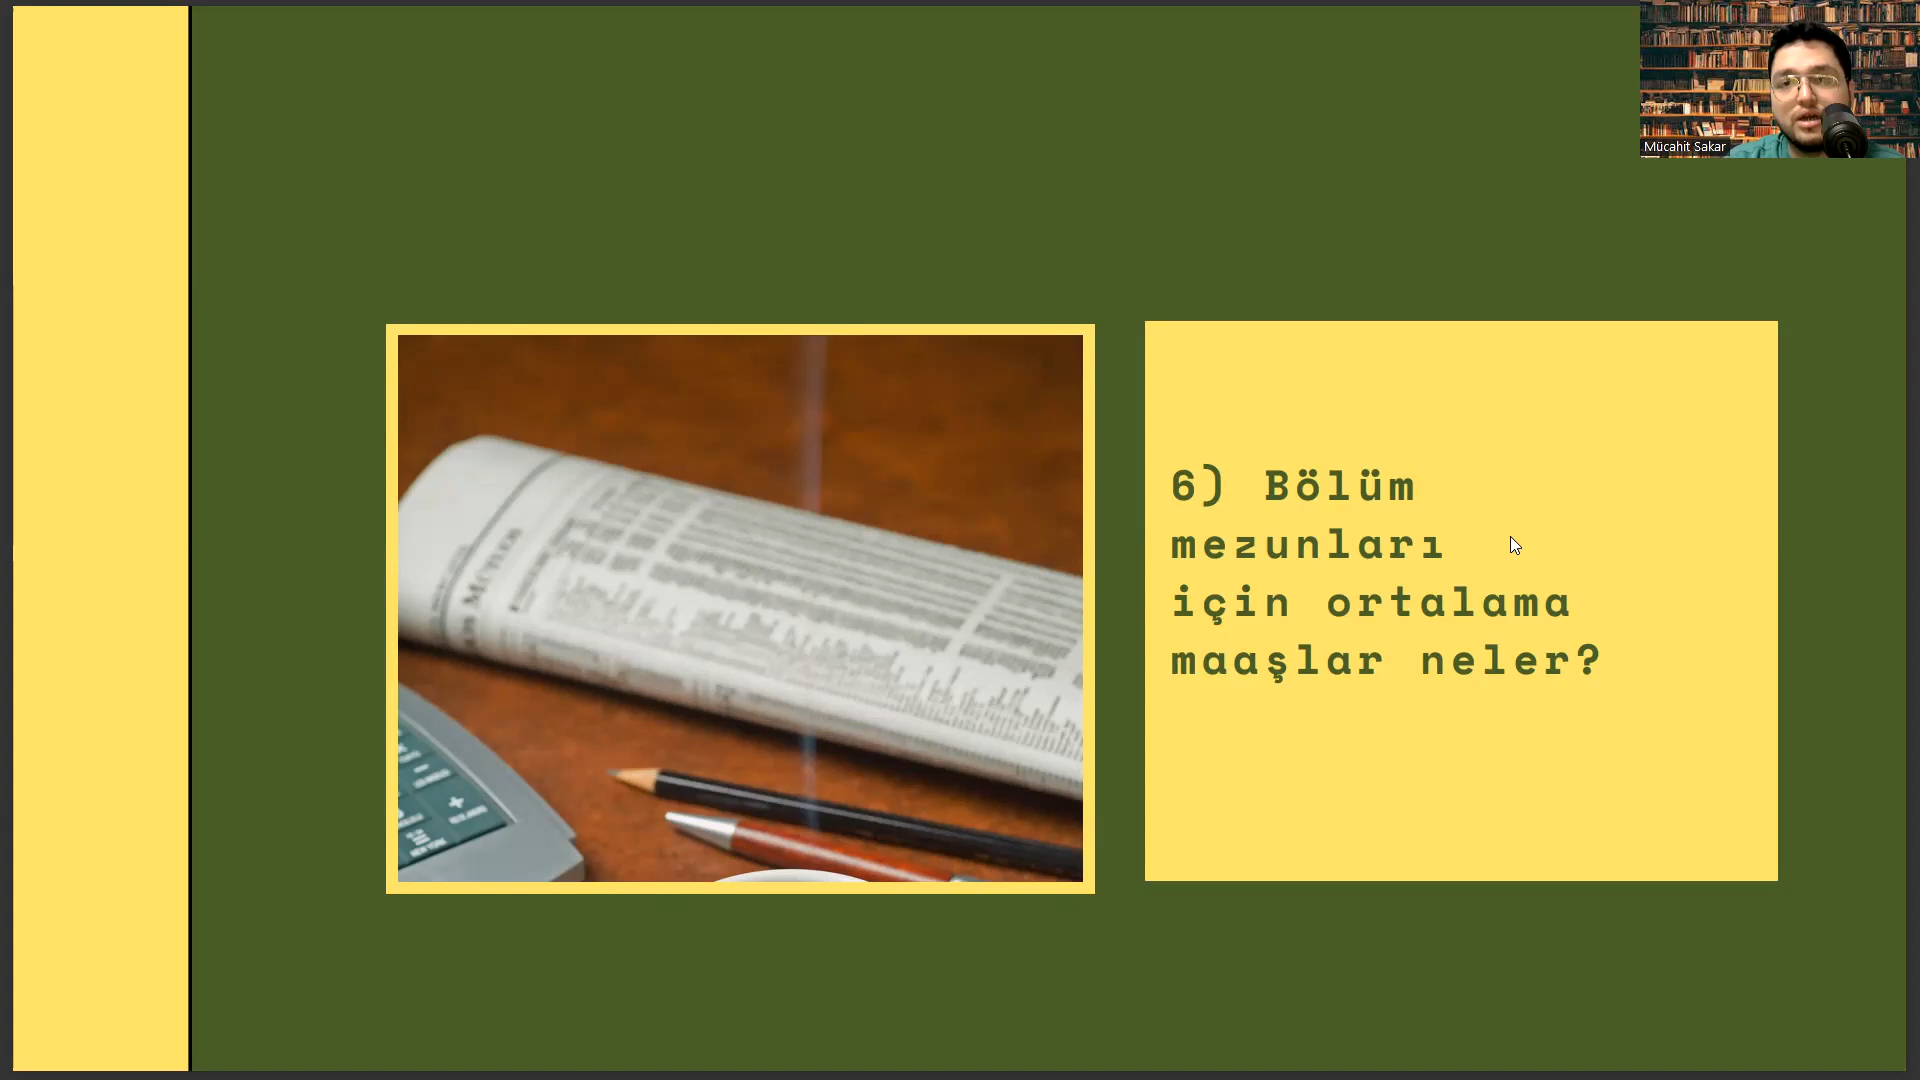 Mücahit Sakar
6) Bölüm
mezunları
için ortalama
maaşlar neler?